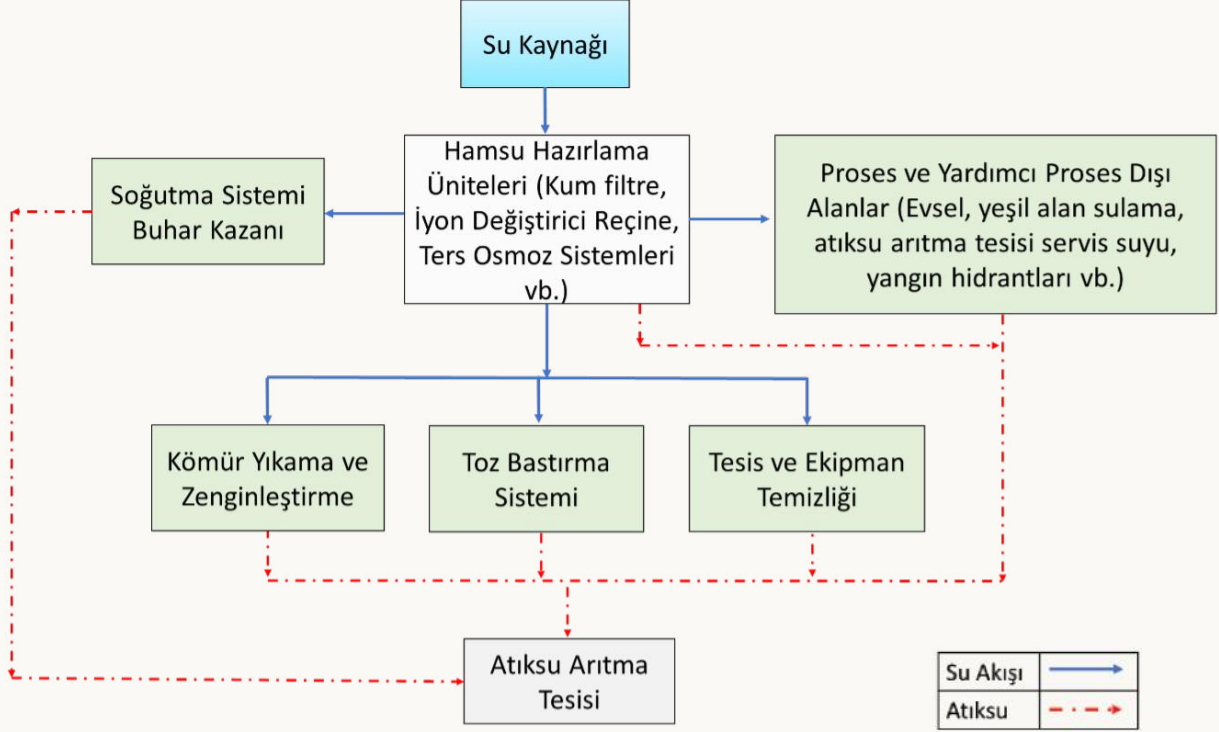 Su Kaynağı
Hamsu Hazırlama
Üniteleri (Kum filtre,
İyon Değiştirici Reçine,
Ters Osmoz Sistemleri
vb.)
Soğutma Sistemi
Buhar Kazanı
Proses ve Yardımcı Proses Dışı
Alanlar (Evsel, yeşil alan sulama,
atıksu arıtma tesisi servis suyu,
yangın hidrantları vb.)
Kömür Yıkama ve
Zenginleştirme
Toz Bastırma
Sistemi
Tesis ve Ekipman
Temizliği
Atıksu Arıtma
Tesisi
Su Akışı
Atıksu